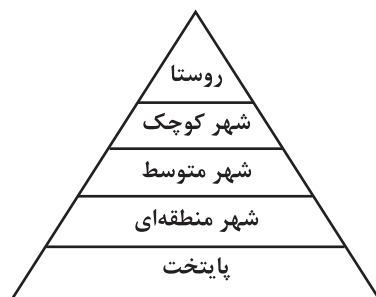 روستا
شهر کوچک
شهر متوسط
شهر منطقه‌ای
پایتخت